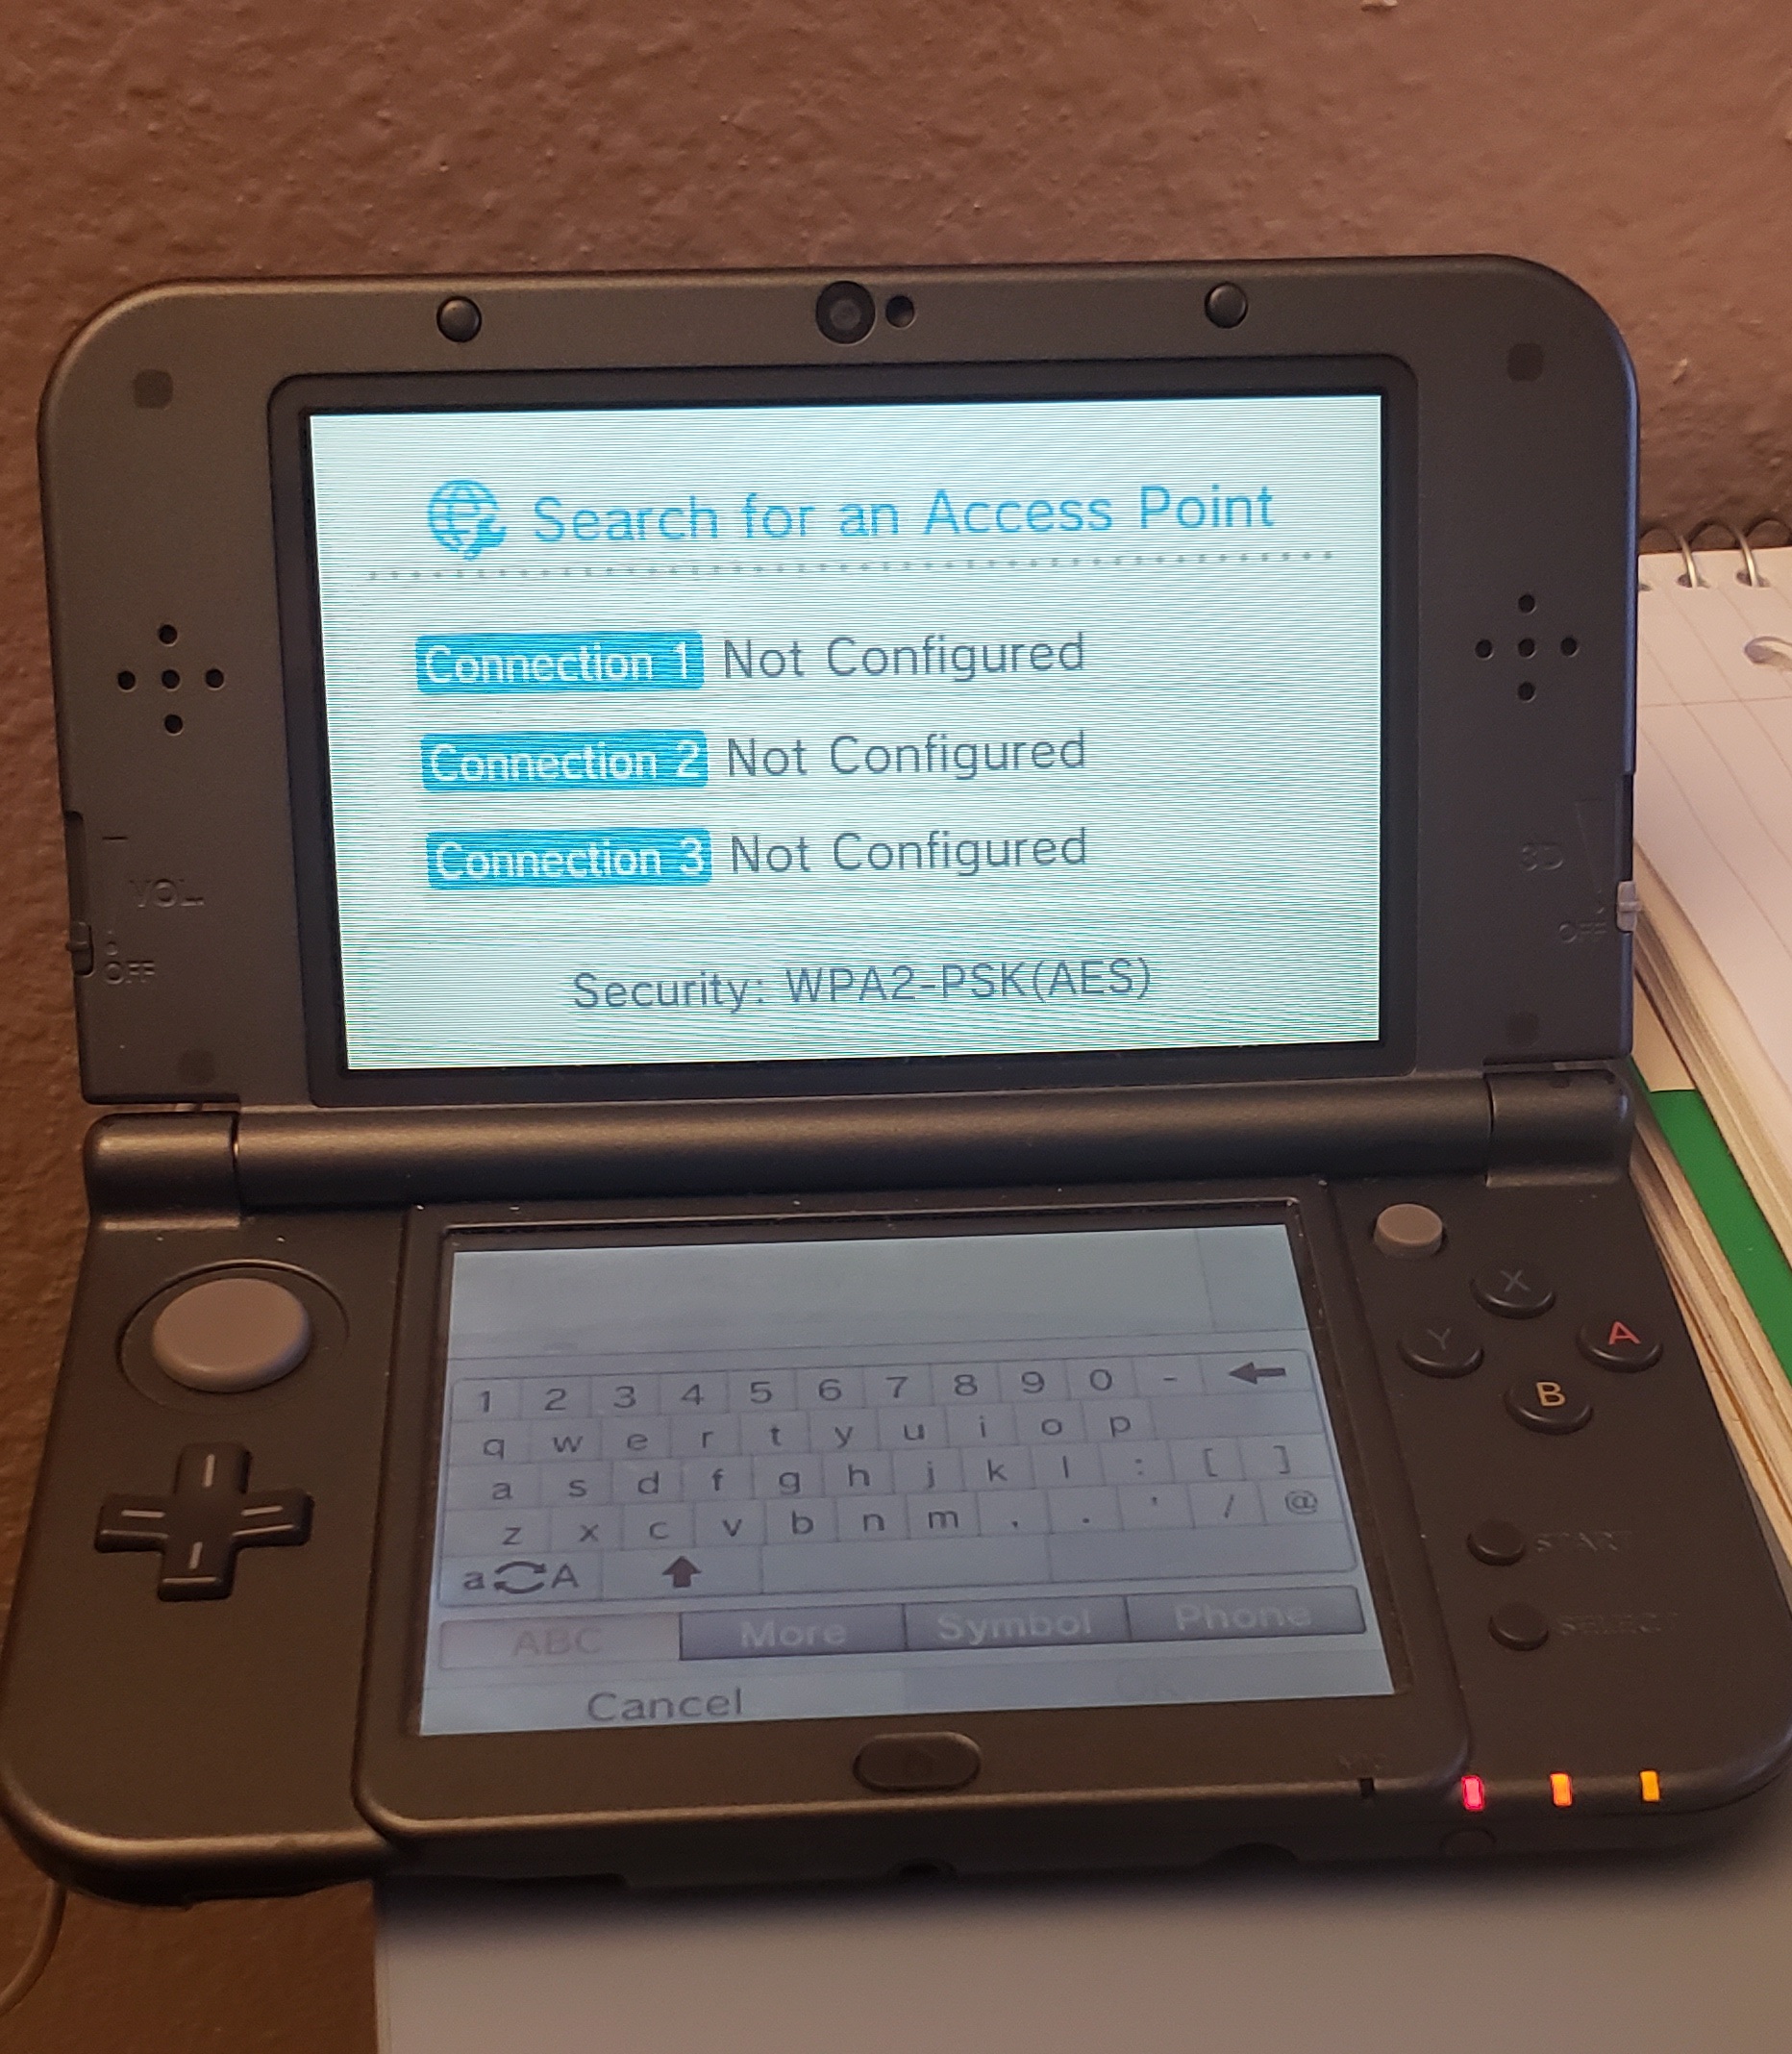 Search for an Access Point
Connection 1 Not Configured
Connection 2 Not Configured
Connection 3 Not Configured
Security: WPA2-PSK(AES)
VOL.
OFF
3D
OFF
1 2 3 4 5 6 7 8 9 0 -
q w e r t y u i o p
a s d f g h j k l : [ ]
z x c v b n m , . ' / @
a A
ABC More Symbol Phone
Cancel OK
X
Y A
B
START
SELECT